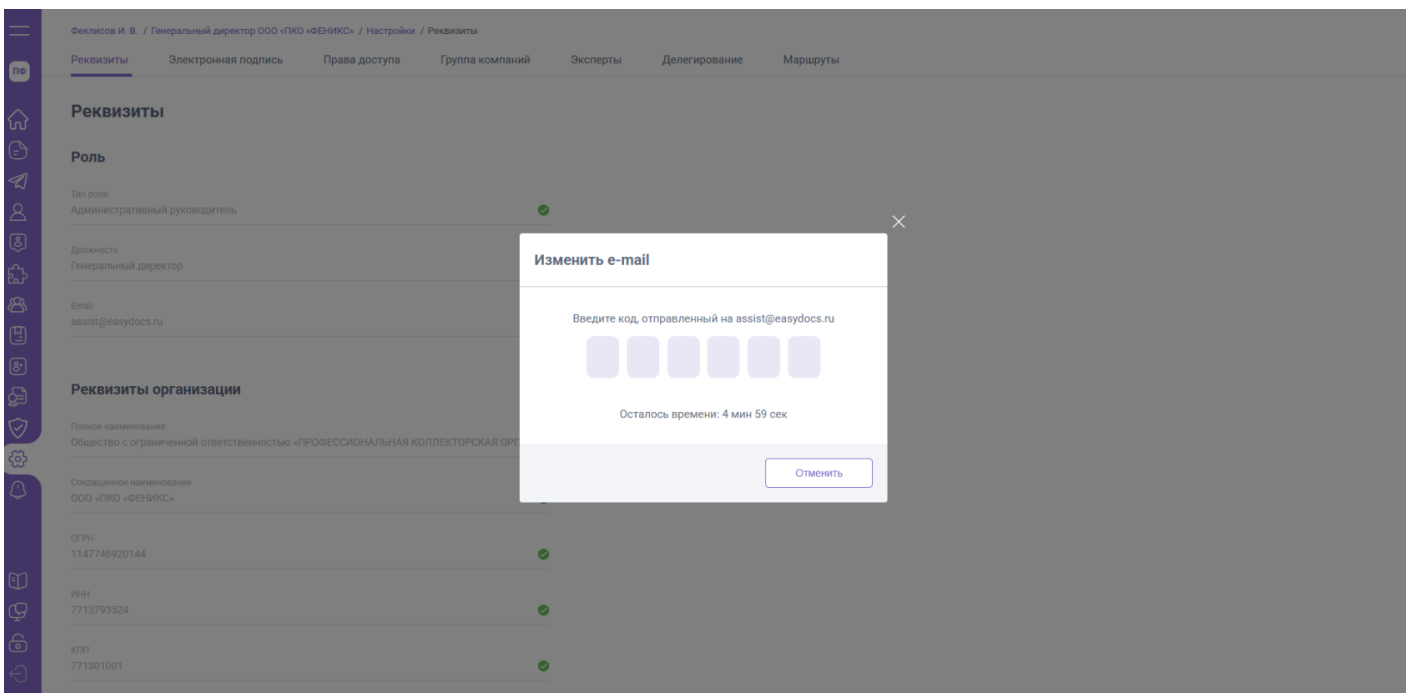 Феклисов И. В. / Генеральный директор ООО «ПКО «ФЕНИКС» / Настройки / Реквизиты
ПФ
Реквизиты Электронная подпись Права доступа Группа компаний Эксперты Делегирование Маршруты
Реквизиты
Роль
Тип роли
Административный руководитель
Должность
Генеральный директор
Email
assist@easydocs.ru
Изменить e-mail
Введите код, отправленный на assist@easydocs.ru
Осталось времени: 4 мин 59 сек
Отменить
Реквизиты организации
Полное наименование
Общество с ограниченной ответственностью «ПРОФЕССИОНАЛЬНАЯ КОЛЛЕКТОРСКАЯ ОРГ
Сокращенное наименование
ООО «ПКО «ФЕНИКС»
ОГРН
1147746920144
ИНН
7713793524
КПП
771301001